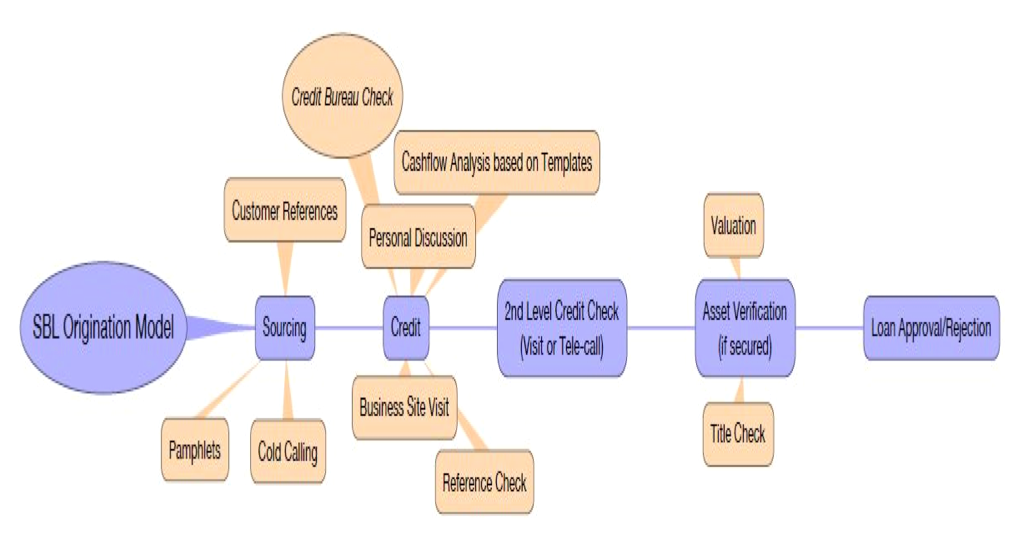 Credit Bureau Check
Cashflow Analysis based on Templates
Customer References
Personal Discussion
Valuation
SBL Origination Model
Sourcing
Credit
2nd Level Credit Check
(Visit or Tele-call)
Asset Verification
(if secured)
Loan Approval/Rejection
Business Site Visit
Pamphlets
Cold Calling
Title Check
Reference Check